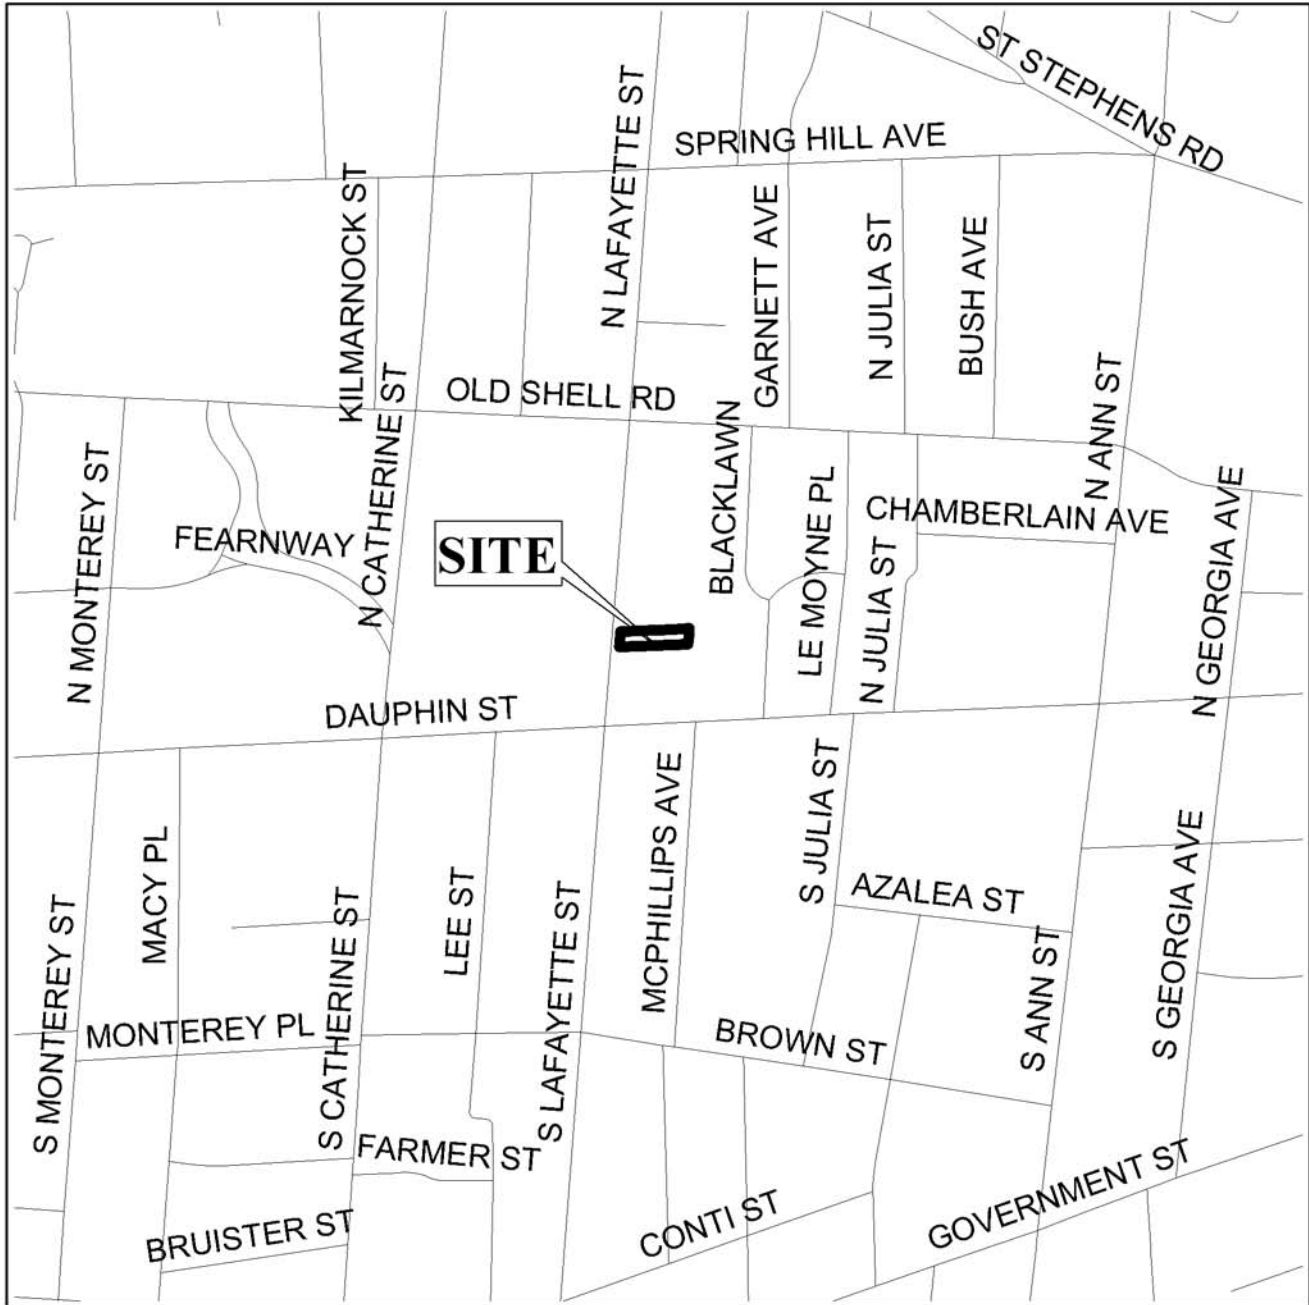 ST STEPHENS RD
SPRING HILL AVE
N LAFAYETTE ST
KILMARNOCK ST
GARNETT AVE
N JULIA ST
BUSH AVE
OLD SHELL RD
N CATHERINE ST
BLACKLAWN
N ANN ST
N MONTEREY ST
LE MOYNE PL
CHAMBERLAIN AVE
N GEORGIA AVE
FEARNWAY
SITE
N JULIA ST
DAUPHIN ST
MACY PL
LEE ST
MCPHILLIPS AVE
S JULIA ST
AZALEA ST
S GEORGIA AVE
S MONTEREY ST
S CATHERINE ST
S LAFAYETTE ST
S ANN ST
MONTEREY PL
BROWN ST
FARMER ST
BRUISTER ST
CONTI ST
GOVERNMENT ST